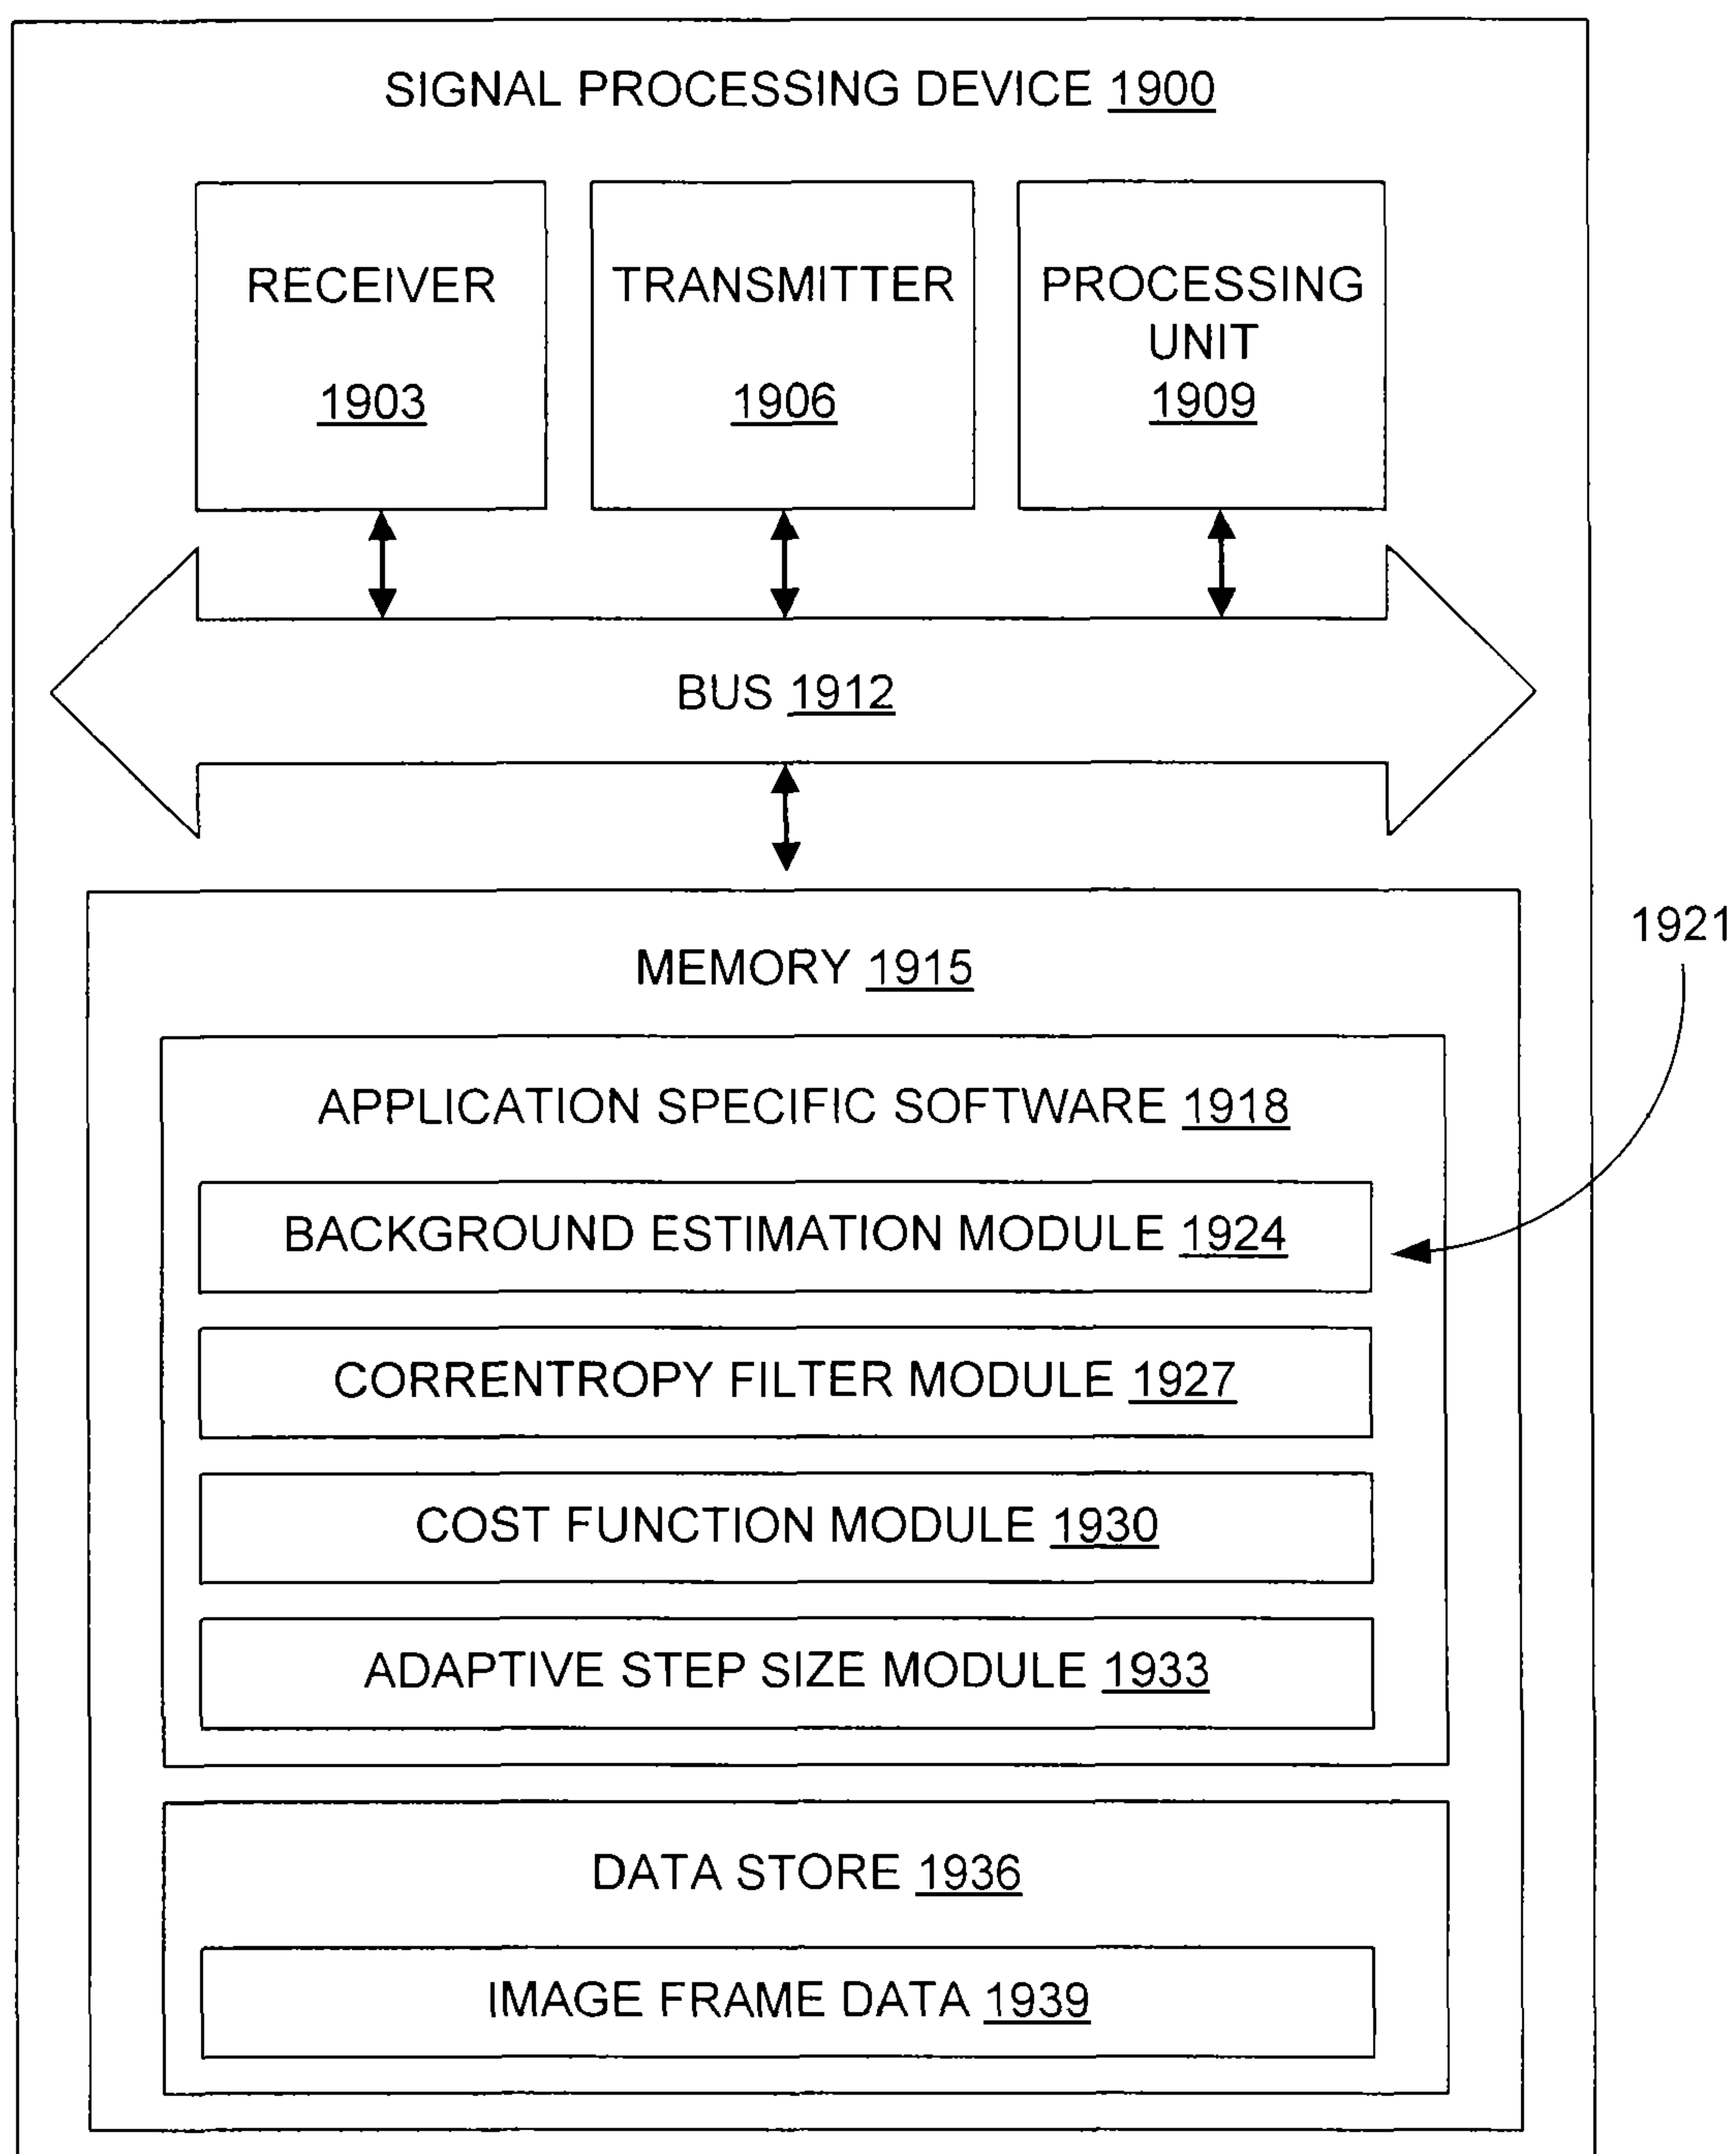 SIGNAL PROCESSING DEVICE 1900
RECEIVER
1903
TRANSMITTER
1906
PROCESSING
UNIT
1909
BUS 1912
MEMORY 1915
1921
APPLICATION SPECIFIC SOFTWARE 1918
BACKGROUND ESTIMATION MODULE 1924
CORRENTROPY FILTER MODULE 1927
COST FUNCTION MODULE 1930
ADAPTIVE STEP SIZE MODULE 1933
DATA STORE 1936
IMAGE FRAME DATA 1939